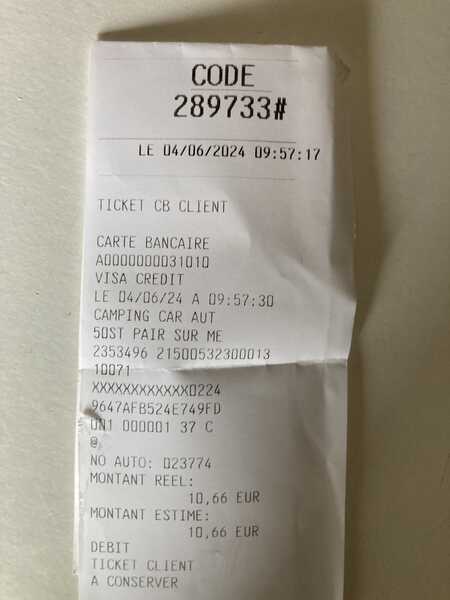 CODE
289733#
LE 04/06/2024 09:57:17
TICKET CB CLIENT
CARTE BANCAIRE
A0000000031010
VISA CREDIT
LE 04/06/24 A 09:57:30
CAMPING CAR AUT
50ST PAIR SUR ME
2353496 21500532300013
10071
XXXXXXXXXXXX0224
9647AFB524E749FD
001 000001 37 C
@
NO AUTO: 023774
MONTANT REEL:
10,66 EUR
MONTANT ESTIME:
10,66 EUR
DEBIT
TICKET CLIENT
A CONSERVER